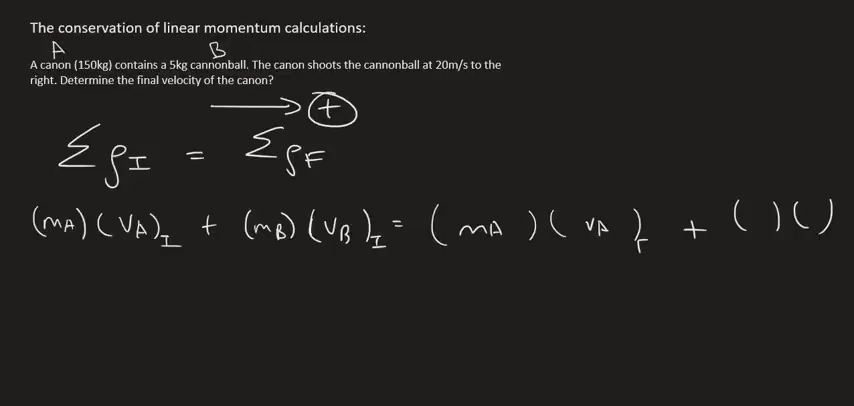 The conservation of linear momentum calculations:
A B
A canon (150kg) contains a 5kg cannonball. The canon shoots the cannonball at 20m/s to the
right. Determine the final velocity of the canon?
→ +
Σ ρI = Σ ρF
(mA)(VA)I + (mB)(VB)I = (mA)(VA)r + ( )( )